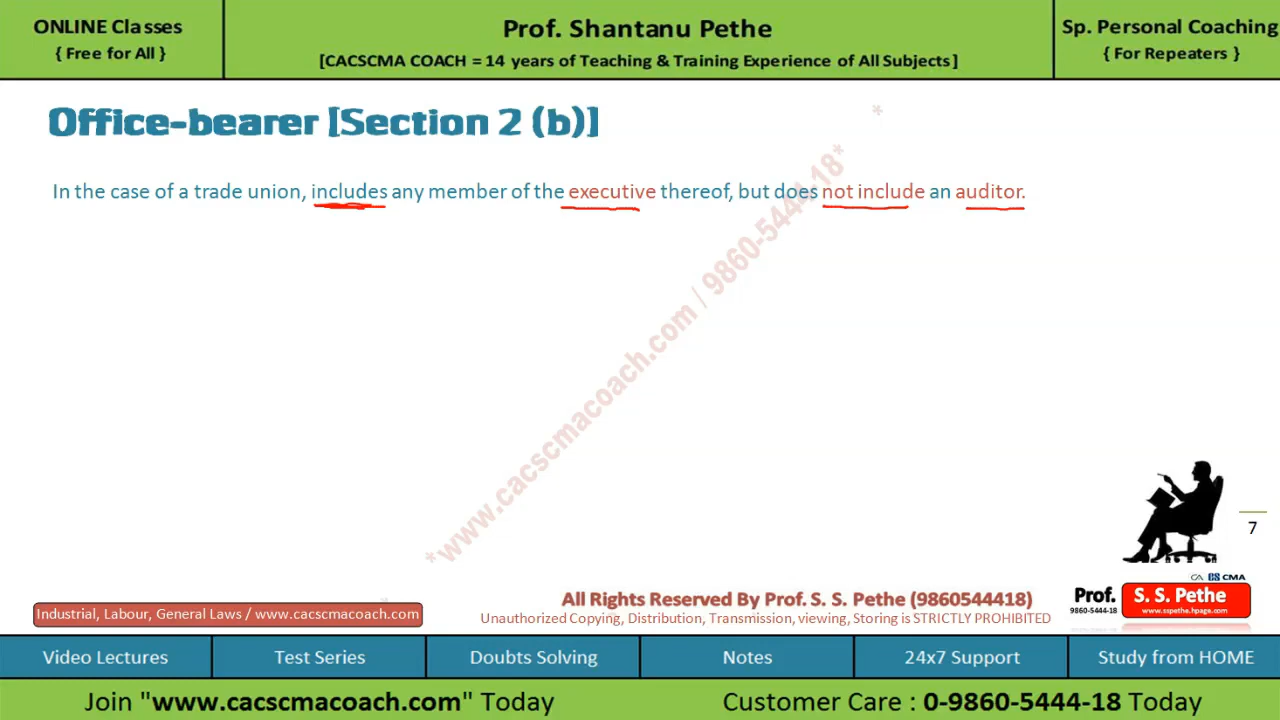 ONLINE Classes
{ Free for All }
Prof. Shantanu Pethe
[CACSCMA COACH = 14 years of Teaching & Training Experience of All Subjects]
Sp. Personal Coaching
{ For Repeaters }
Office-bearer [Section 2 (b)]
In the case of a trade union, includes any member of the executive thereof, but does not include an auditor.
*www.cacscmacoach.com / 9860-5444-18*
*
7
CA CS CMA
Prof. S. S. Pethe
9860-5444-18 www.sspethe.hpage.com
Industrial, Labour, General Laws / www.cacscmacoach.com
All Rights Reserved By Prof. S. S. Pethe (9860544418)
Unauthorized Copying, Distribution, Transmission, viewing, Storing is STRICTLY PROHIBITED
Video Lectures
Test Series
Doubts Solving
Notes
24x7 Support
Study from HOME
Join "www.cacscmacoach.com" Today
Customer Care : 0-9860-5444-18 Today